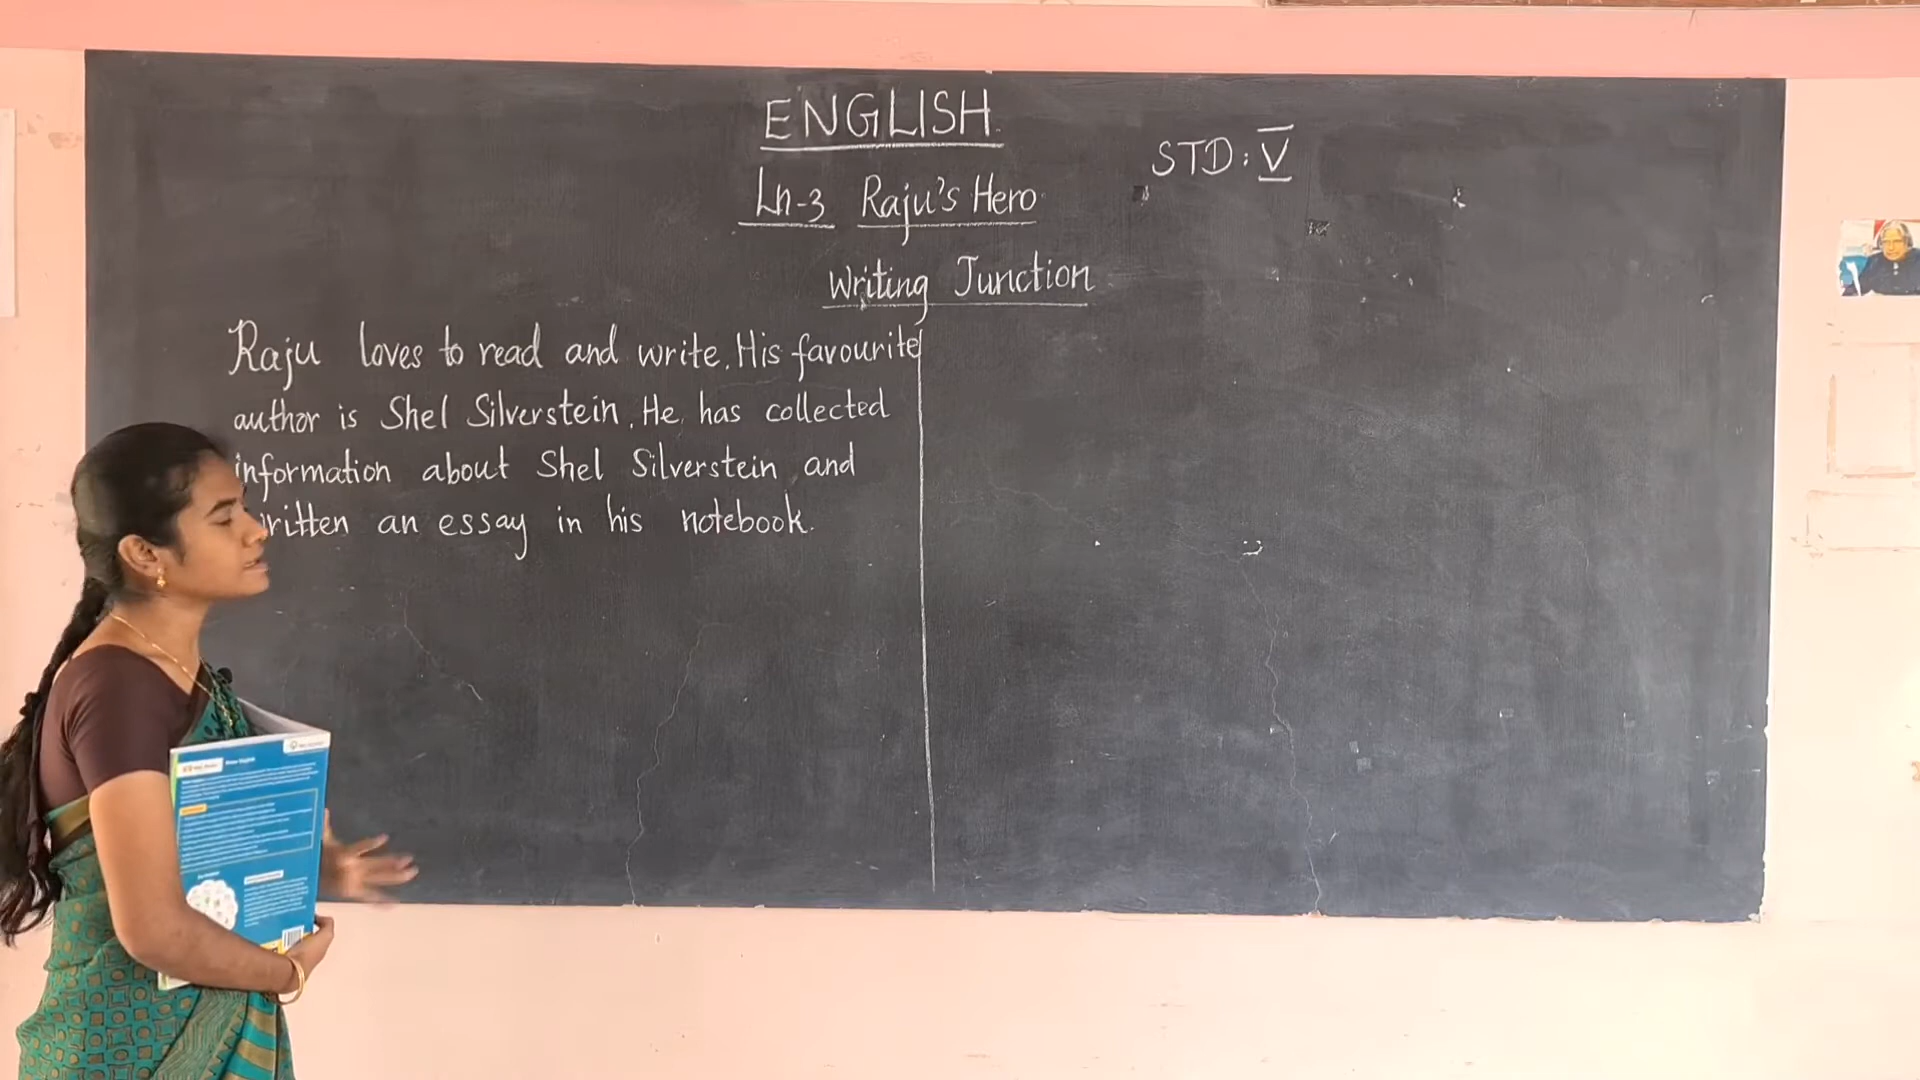 ENGLISH
STD: V
Ln-3 Raju's Hero
Writing Junction
Raju loves to read and write. His favourite
author is Shel Silverstein. He has collected
information about Shel Silverstein and
written an essay in his notebook.